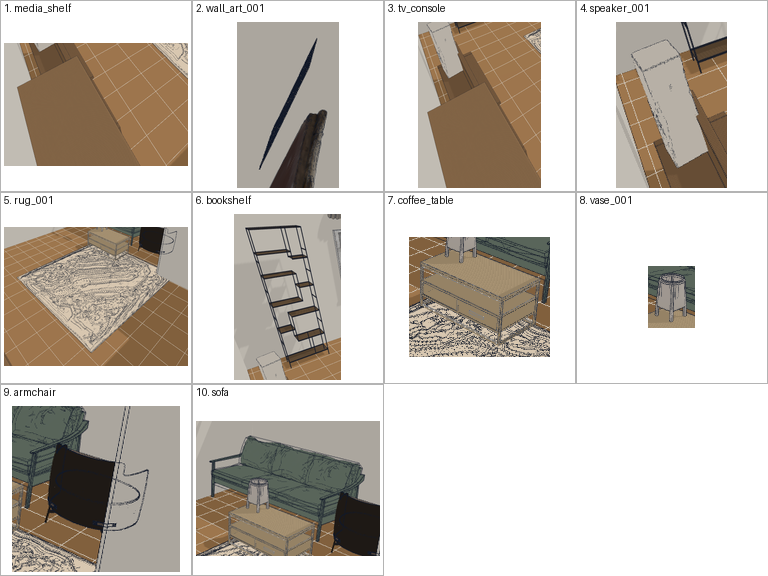 1. media_shelf
2. wall_art_001
3. tv_console
4. speaker_001
5. rug_001
6. bookshelf
7. coffee_table
8. vase_001
9. armchair
10. sofa